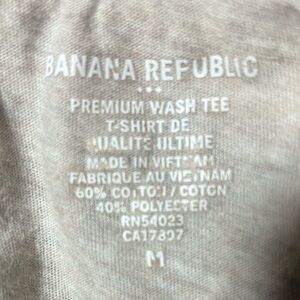 BANANA REPUBLIC
PREMIUM WASH TEE
T-SHIRT DE
QUALITE ULTIME
MADE IN VIETNAM
FABRIQUE AU VIETNAM
60% COTTON / COTON
40% POLYESTER
RN54023
CA17897
M